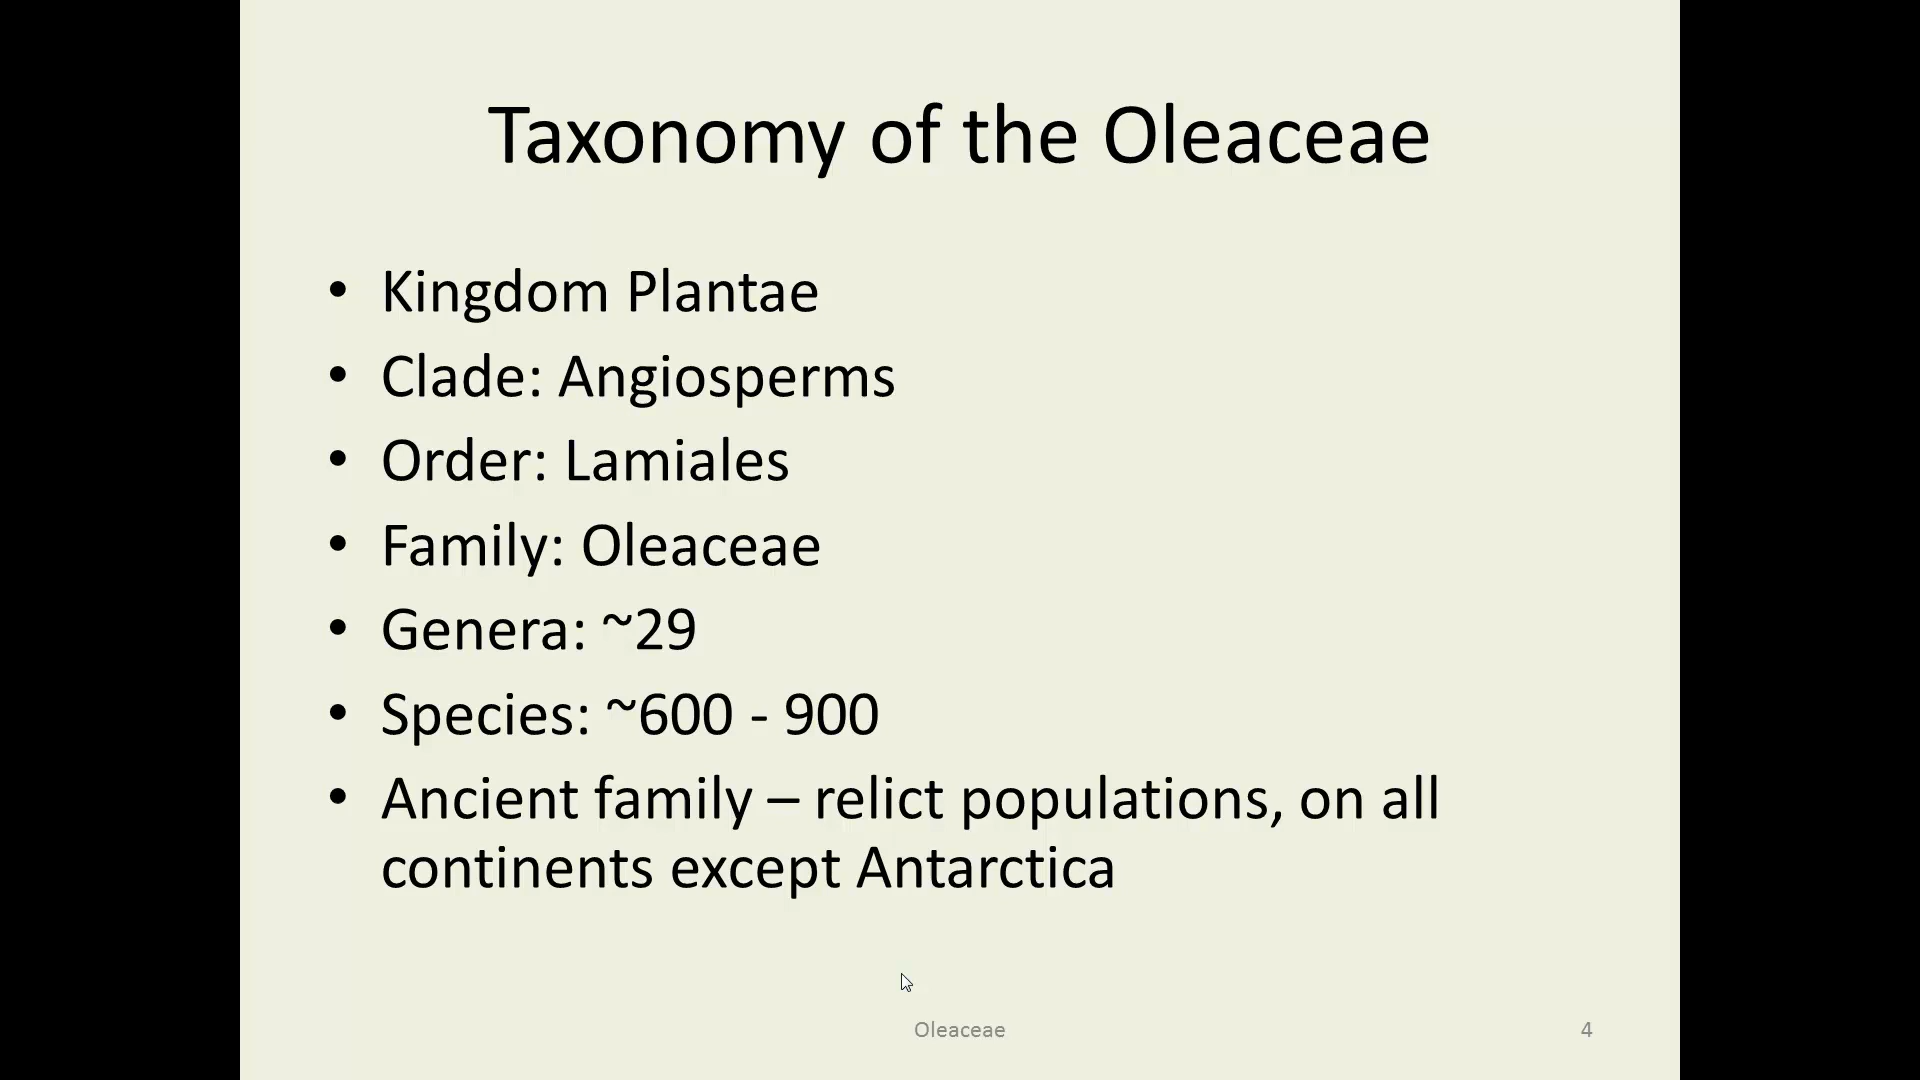 Taxonomy of the Oleaceae
• Kingdom Plantae
• Clade: Angiosperms
• Order: Lamiales
• Family: Oleaceae
• Genera: ~29
• Species: ~600 - 900
• Ancient family – relict populations, on all
continents except Antarctica
Oleaceae
4